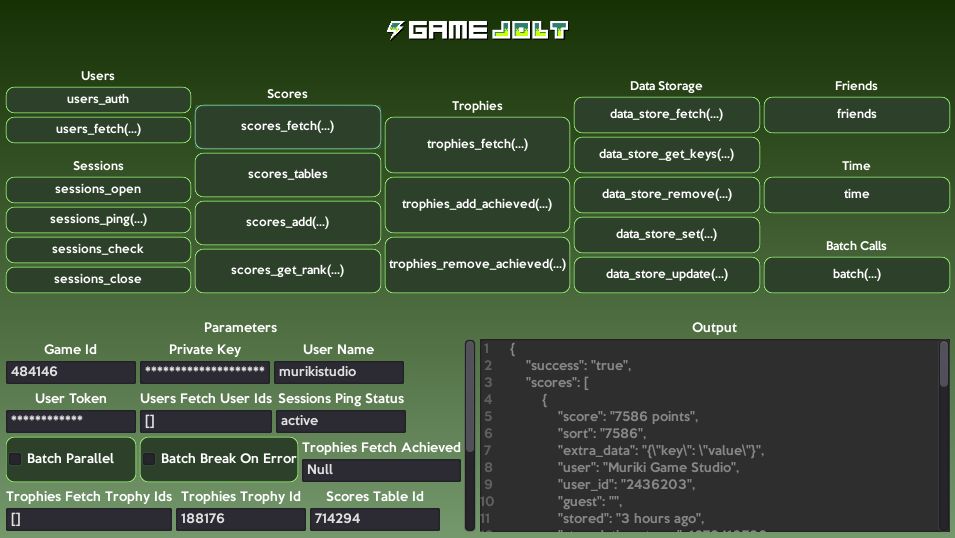 GAME JOLT
Users
users_auth
users_fetch(...)
Sessions
sessions_open
sessions_ping(...)
sessions_check
sessions_close
Scores
scores_fetch(...)
scores_tables
scores_add(...)
scores_get_rank(...)
Trophies
trophies_fetch(...)
trophies_add_achieved(...)
trophies_remove_achieved(...)
Data Storage
data_store_fetch(...)
data_store_get_keys(...)
data_store_remove(...)
data_store_set(...)
data_store_update(...)
Friends
friends
Time
time
Batch Calls
batch(...)
Parameters
Game Id
484146
Private Key
********************
User Name
murikistudio
User Token
************
Users Fetch User Ids
[]
Sessions Ping Status
active
Batch Parallel
Batch Break On Error
Trophies Fetch Achieved
Null
Trophies Fetch Trophy Ids
[]
Trophies Trophy Id
188176
Scores Table Id
714294
Output
1 {
2 "success": "true",
3 "scores": [
4 {
5 "score": "7586 points",
6 "sort": "7586",
7 "extra_data": "{\"key\": \"value\"}",
8 "user": "Muriki Game Studio",
9 "user_id": "2436203",
10 "guest": "",
11 "stored": "3 hours ago",